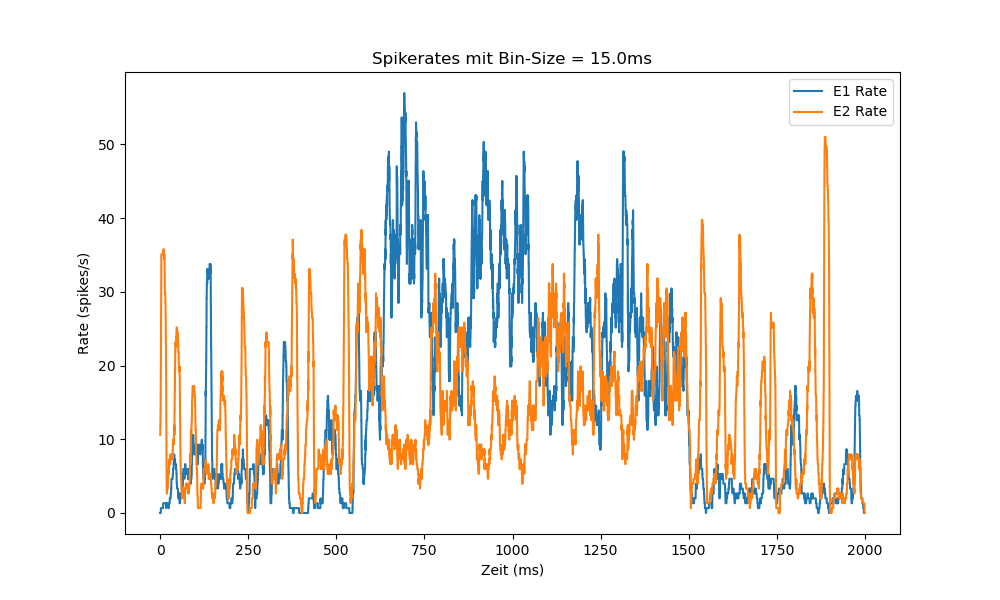 Spikerates mit Bin-Size = 15.0ms
E1 Rate
E2 Rate
Rate (spikes/s)
50
40
30
20
10
0
0 250 500 750 1000 1250 1500 1750 2000
Zeit (ms)